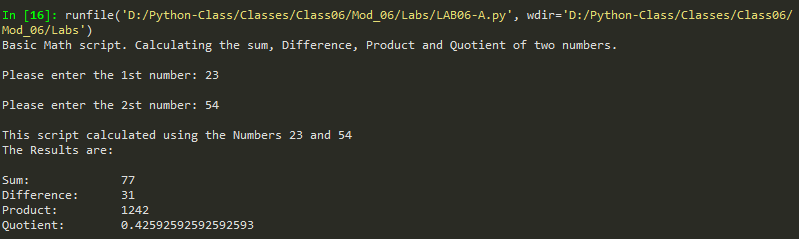 In [16]: runfile('D:/Python-Class/Classes/Class06/Mod_06/Labs/LAB06-A.py', wdir='D:/Python-Class/Classes/Class06/
Mod_06/Labs')
Basic Math script. Calculating the sum, Difference, Product and Quotient of two numbers.
Please enter the 1st number: 23
Please enter the 2st number: 54
This script calculated using the Numbers 23 and 54
The Results are:
Sum: 77
Difference: 31
Product: 1242
Quotient: 0.42592592592592593